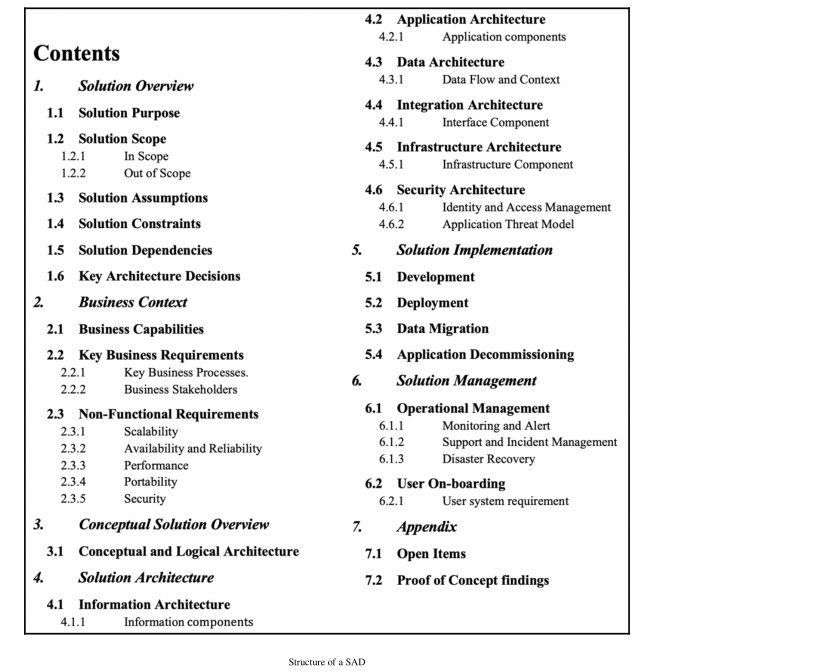 Contents
1. Solution Overview
1.1 Solution Purpose
1.2 Solution Scope
1.2.1 In Scope
1.2.2 Out of Scope
1.3 Solution Assumptions
1.4 Solution Constraints
1.5 Solution Dependencies
1.6 Key Architecture Decisions
2. Business Context
2.1 Business Capabilities
2.2 Key Business Requirements
2.2.1 Key Business Processes.
2.2.2 Business Stakeholders
2.3 Non-Functional Requirements
2.3.1 Scalability
2.3.2 Availability and Reliability
2.3.3 Performance
2.3.4 Portability
2.3.5 Security
3. Conceptual Solution Overview
3.1 Conceptual and Logical Architecture
4. Solution Architecture
4.1 Information Architecture
4.1.1 Information components
4.2 Application Architecture
4.2.1 Application components
4.3 Data Architecture
4.3.1 Data Flow and Context
4.4 Integration Architecture
4.4.1 Interface Component
4.5 Infrastructure Architecture
4.5.1 Infrastructure Component
4.6 Security Architecture
4.6.1 Identity and Access Management
4.6.2 Application Threat Model
5. Solution Implementation
5.1 Development
5.2 Deployment
5.3 Data Migration
5.4 Application Decommissioning
6. Solution Management
6.1 Operational Management
6.1.1 Monitoring and Alert
6.1.2 Support and Incident Management
6.1.3 Disaster Recovery
6.2 User On-boarding
6.2.1 User system requirement
7. Appendix
7.1 Open Items
7.2 Proof of Concept findings
Structure of a SAD